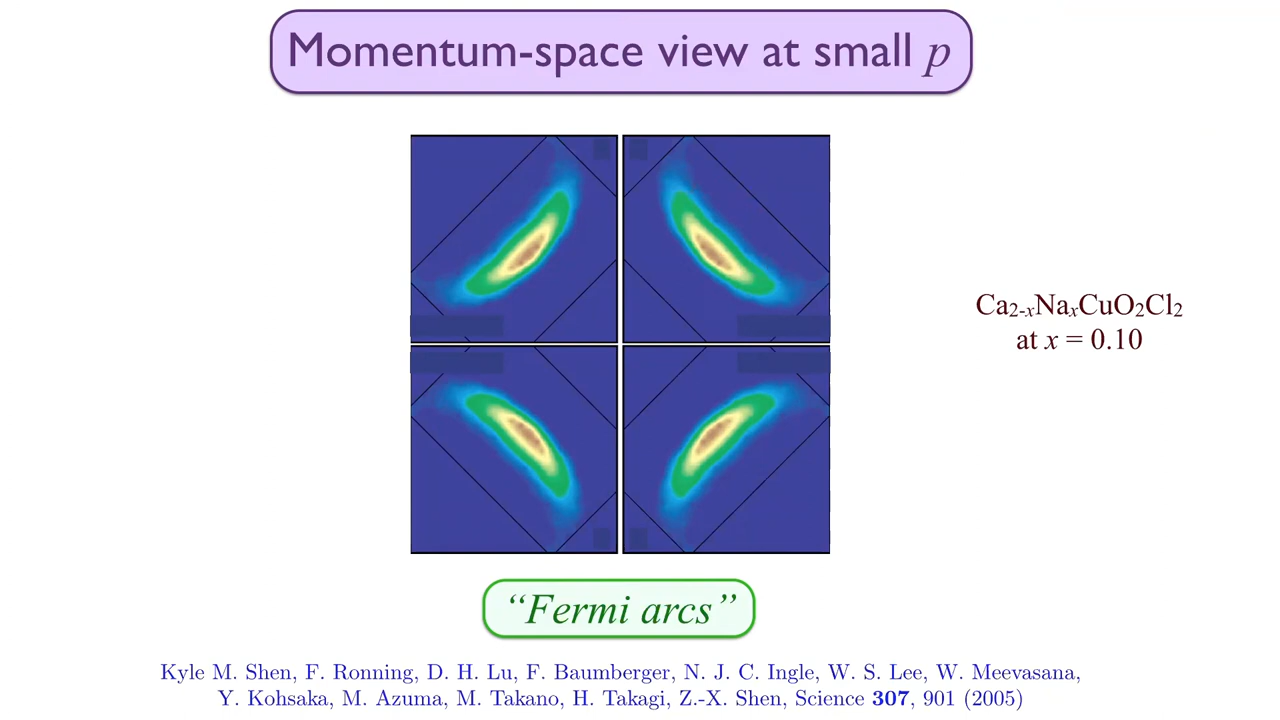 Momentum-space view at small p
Ca₂₋ₓNaₓCuO₂Cl₂
at x = 0.10
“Fermi arcs”
Kyle M. Shen, F. Ronning, D. H. Lu, F. Baumberger, N. J. C. Ingle, W. S. Lee, W. Meevasana,
Y. Kohsaka, M. Azuma, M. Takano, H. Takagi, Z.-X. Shen, Science 307, 901 (2005)